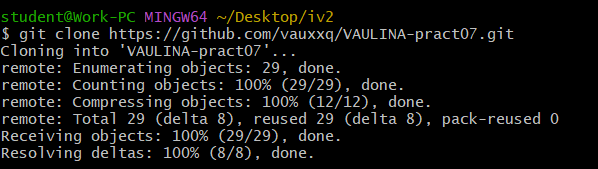 student@Work-PC MINGW64 ~/Desktop/iv2
$ git clone https://github.com/vauxxq/VAULINA-pract07.git
Cloning into 'VAULINA-pract07'...
remote: Enumerating objects: 29, done.
remote: Counting objects: 100% (29/29), done.
remote: Compressing objects: 100% (12/12), done.
remote: Total 29 (delta 8), reused 29 (delta 8), pack-reused 0
Receiving objects: 100% (29/29), done.
Resolving deltas: 100% (8/8), done.